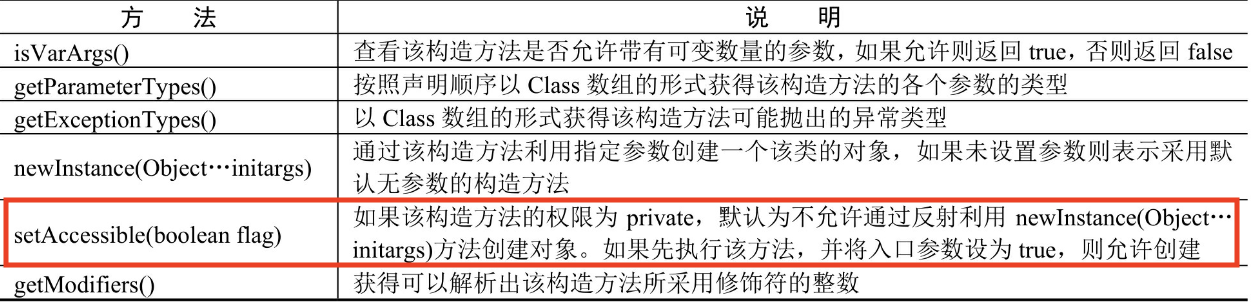 方　　法	说　　明
isVarArgs()	查看该构造方法是否允许带有可变数量的参数，如果允许则返回 true，否则返回 false
getParameterTypes()	按照声明顺序以 Class 数组的形式获得该构造方法的各个参数的类型
getExceptionTypes()	以 Class 数组的形式获得该构造方法可能抛出的异常类型
newInstance(Object…initargs)	通过该构造方法利用指定参数创建一个该类的对象，如果未设置参数则表示采用默
认无参数的构造方法
setAccessible(boolean flag)	如果该构造方法的权限为 private，默认为不允许通过反射利用 newInstance(Object…
initargs)方法创建对象。如果先执行该方法，并将入口参数设为 true，则允许创建
getModifiers()	获得可以解析出该构造方法所采用修饰符的整数